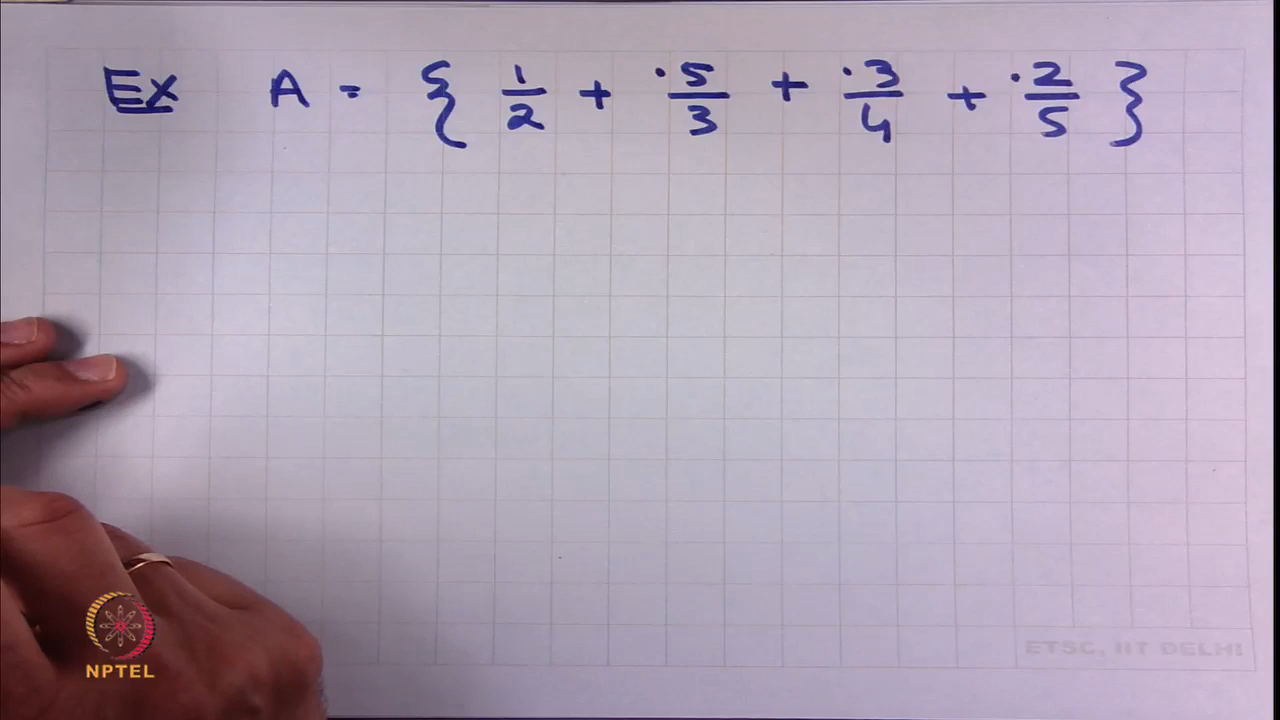 Ex A = { 1/2 + .5/3 + .3/4 + .2/5 }
NPTEL
ETSC, IIT DELHI